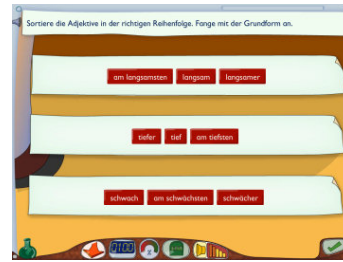 Sortiere die Adjektive in der richtigen Reihenfolge. Fange mit der Grundform an.
am langsamsten langsam langsamer
tiefer tief am tiefsten
schwach am schwächsten schwächer
0100